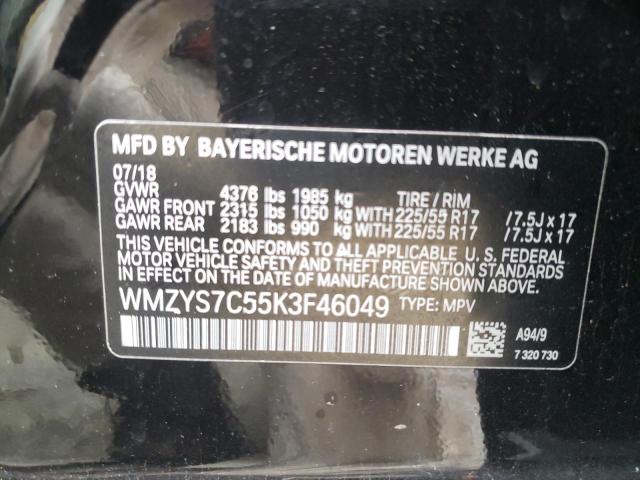 MFD BY BAYERISCHE MOTOREN WERKE AG
07/18
GVWR 4376 lbs 1985 kg TIRE / RIM
GAWR FRONT 2315 lbs 1050 kg WITH 225/55 R17 /7.5J x 17
GAWR REAR 2183 lbs 990 kg WITH 225/55 R17 /7.5J x 17
THIS VEHICLE CONFORMS TO ALL APPLICABLE U. S. FEDERAL
MOTOR VEHICLE SAFETY, BUMPER, AND THEFT PREVENTION STANDARDS
IN EFFECT ON THE DATE OF MANUFACTURE SHOWN ABOVE.
WMZYS7C55K3F46049 TYPE: MPV
A94/9
7 320 730